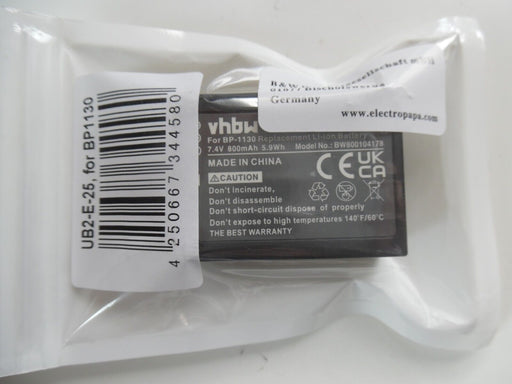 UB2-E-25, for BP1130
4 250667 344580
B & W
Germany
www.electropapa.com
vhbw
For BP-1130 Replacement Li-ion Battery
7.4V 800mAh 5.9Wh Model No.: BW800104178
MADE IN CHINA
CAUTION
Don't incinerate,
Don't disassemble
Don't short-circuit dispose of properly
Don't expose to high temperatures 140°F/60°C
THE BEST WARRANTY
CE UK CA